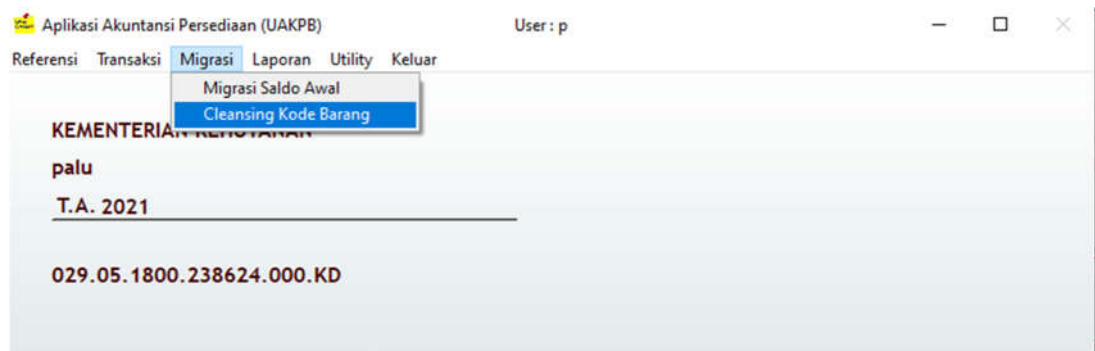 Aplikasi Akuntansi Persediaan (UAKPB) User : p
Referensi Transaksi Migrasi Laporan Utility Keluar
Migrasi Saldo Awal
Cleansing Kode Barang
KEMENTERIAN KEHUTANAN
palu
T.A. 2021
029.05.1800.238624.000.KD